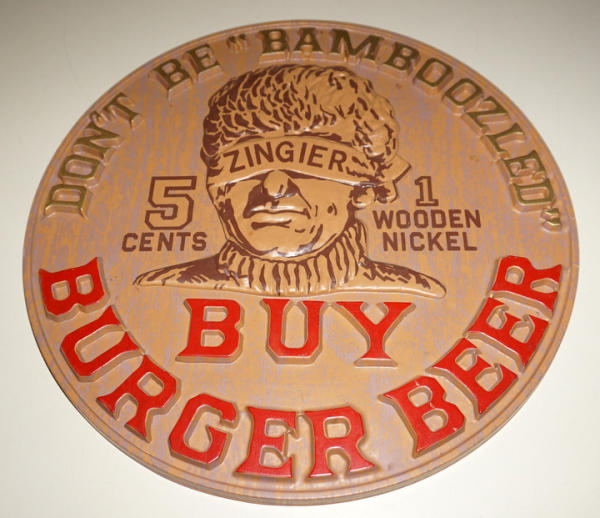 DON'T BE "BAMBOOZLED"
ZINGIER
5
CENTS
1
WOODEN
NICKEL
BUY
BURGER BEER